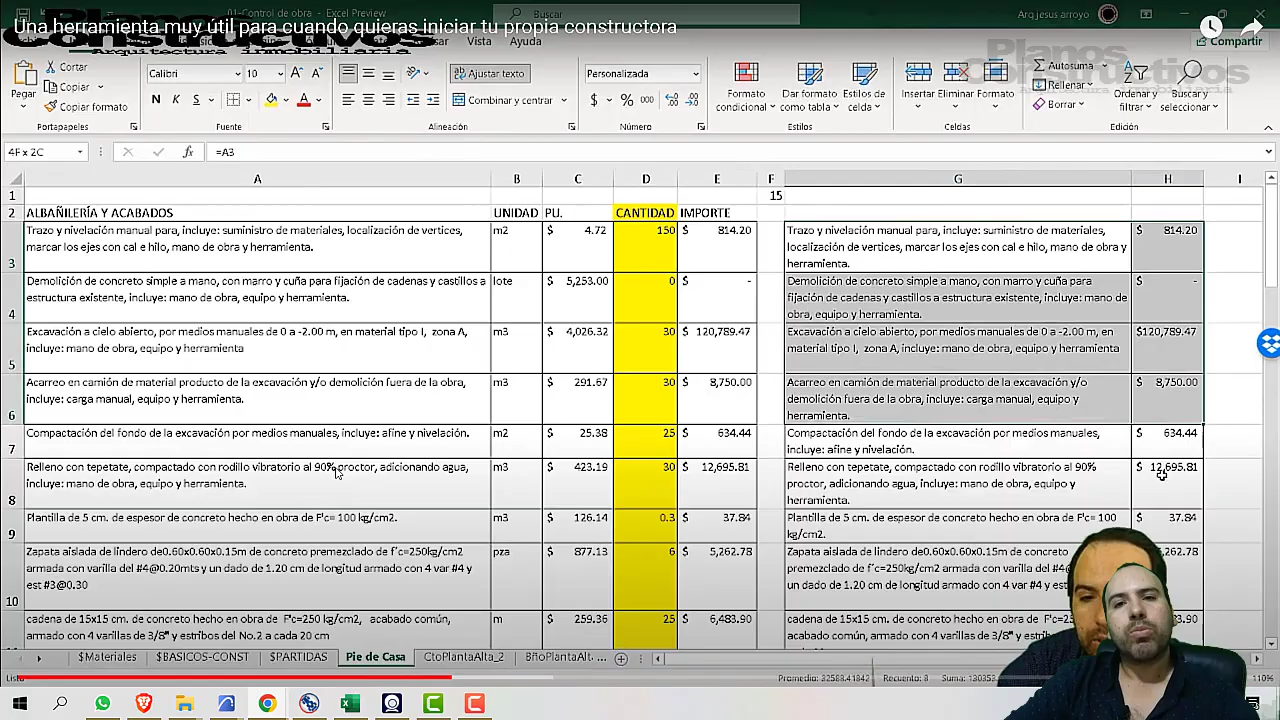 Una herramienta muy útil para cuando quieras iniciar tu propia constructora
01-Control de obra - Excel Preview
Buscar
Arq jesus arroyo
Constructivos
Arquitectura inmobiliaria
Vista
Ayuda
Compartir
Planos
Constructivos
Arquitectura inmobiliaria
Pegar
Cortar
Copiar
Copiar formato
Portapapeles
Calibri
10
N K S
Fuente
Ajustar texto
Combinar y centrar
Alineación
Personalizada
$ % 000
Número
Formato condicional
Dar formato como tabla
Estilos de celda
Estilos
Insertar Eliminar Formato
Celdas
Autosuma
Rellenar
Borrar
Ordenar y filtrar
Buscar y seleccionar
Edición
4F x 2C
fx
=A3
A B C D E F G H I
1 15
2 ALBAÑILERÍA Y ACABADOS UNIDAD PU. CANTIDAD IMPORTE
3 Trazo y nivelación manual para, incluye: suministro de materiales, localización de vertices,
marcar los ejes con cal e hilo, mano de obra y herramienta.
m2 $ 4.72 150 $ 814.20
Trazo y nivelación manual para, incluye: suministro de materiales,
localización de vertices, marcar los ejes con cal e hilo, mano de obra y
herramienta.
$ 814.20
4 Demolición de concreto simple a mano, con marro y cuña para fijación de cadenas y castillos a
estructura existente, incluye: mano de obra, equipo y herramienta.
lote $ 5,253.00 0 $ -
Demolición de concreto simple a mano, con marro y cuña para
fijación de cadenas y castillos a estructura existente, incluye: mano de
obra, equipo y herramienta.
$ -
5 Excavación a cielo abierto, por medios manuales de 0 a -2.00 m, en material tipo I, zona A,
incluye: mano de obra, equipo y herramienta
m3 $ 4,026.32 30 $ 120,789.47
Excavación a cielo abierto, por medios manuales de 0 a -2.00 m, en
material tipo I, zona A, incluye: mano de obra, equipo y herramienta
$120,789.47
6 Acarreo en camión de material producto de la excavación y/o demolición fuera de la obra,
incluye: carga manual, equipo y herramienta.
m3 $ 291.67 30 $ 8,750.00
Acarreo en camión de material producto de la excavación y/o
demolición fuera de la obra, incluye: carga manual, equipo y
herramienta.
$ 8,750.00
7 Compactación del fondo de la excavación por medios manuales, incluye: afine y nivelación.
m2 $ 25.38 25 $ 634.44
Compactación del fondo de la excavación por medios manuales,
incluye: afine y nivelación.
$ 634.44
8 Relleno con tepetate, compactado con rodillo vibratorio al 90% proctor, adicionando agua,
incluye: mano de obra, equipo y herramienta.
m3 $ 423.19 30 $ 12,695.81
Relleno con tepetate, compactado con rodillo vibratorio al 90%
proctor, adicionando agua, incluye: mano de obra, equipo y
herramienta.
$ 12,695.81
9 Plantilla de 5 cm. de espesor de concreto hecho en obra de F'c= 100 kg/cm2.
m3 $ 126.14 0.3 $ 37.84
Plantilla de 5 cm. de espesor de concreto hecho en obra de F'c= 100
kg/cm2.
$ 37.84
10 Zapata aislada de lindero de0.60x0.60x0.15m de concreto premezclado de f´c=250kg/cm2
armada con varilla del #4@0.20mts y un dado de 1.20 cm de longitud armado con 4 var #4 y
est #3@0.30
pza $ 877.13 6 $ 5,262.78
Zapata aislada de lindero de0.60x0.60x0.15m de concreto
premezclado de f´c=250kg/cm2 armada con varilla del #4@
un dado de 1.20 cm de longitud armado con 4 var #4 y
,262.78
cadena de 15x15 cm. de concreto hecho en obra de F'c=250 kg/cm2, acabado común,
armado con 4 varillas de 3/8" y estribos del No.2 a cada 20 cm
m $ 259.36 25 $ 6,483.90
cadena de 15x15 cm. de concreto hecho en obra de F'c=
acabado común, armado con 4 varillas de 3/8" y estribos
3.90
$Materiales $BASICOS-CONST $PARTIDAS Pie de Casa CtoPlantaAlta_2 BñoPlantaAlt. ...
Promedio: 32588.41842 Recuento: 8 110%